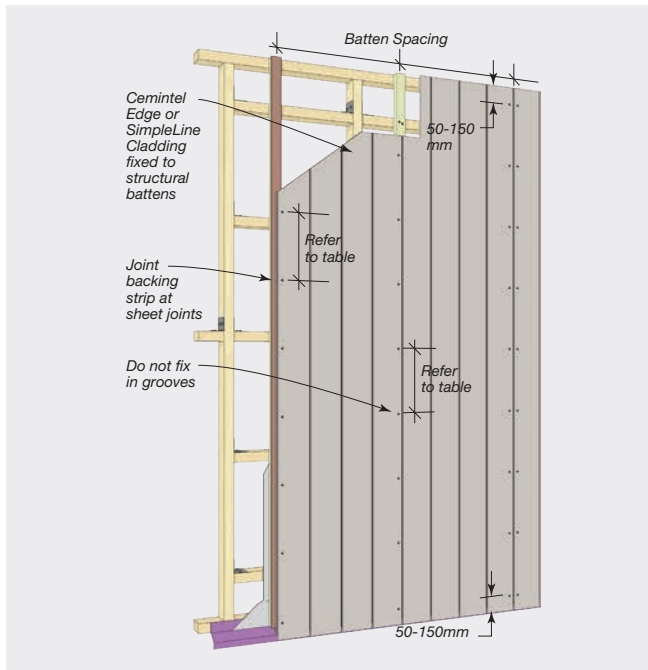 Batten Spacing
Cemintel
Edge or
SimpleLine
Cladding
fixed to
structural
battens
50-150
mm
Refer
to table
Joint
backing
strip at
sheet joints
Do not fix
in grooves
Refer
to table
50-150mm